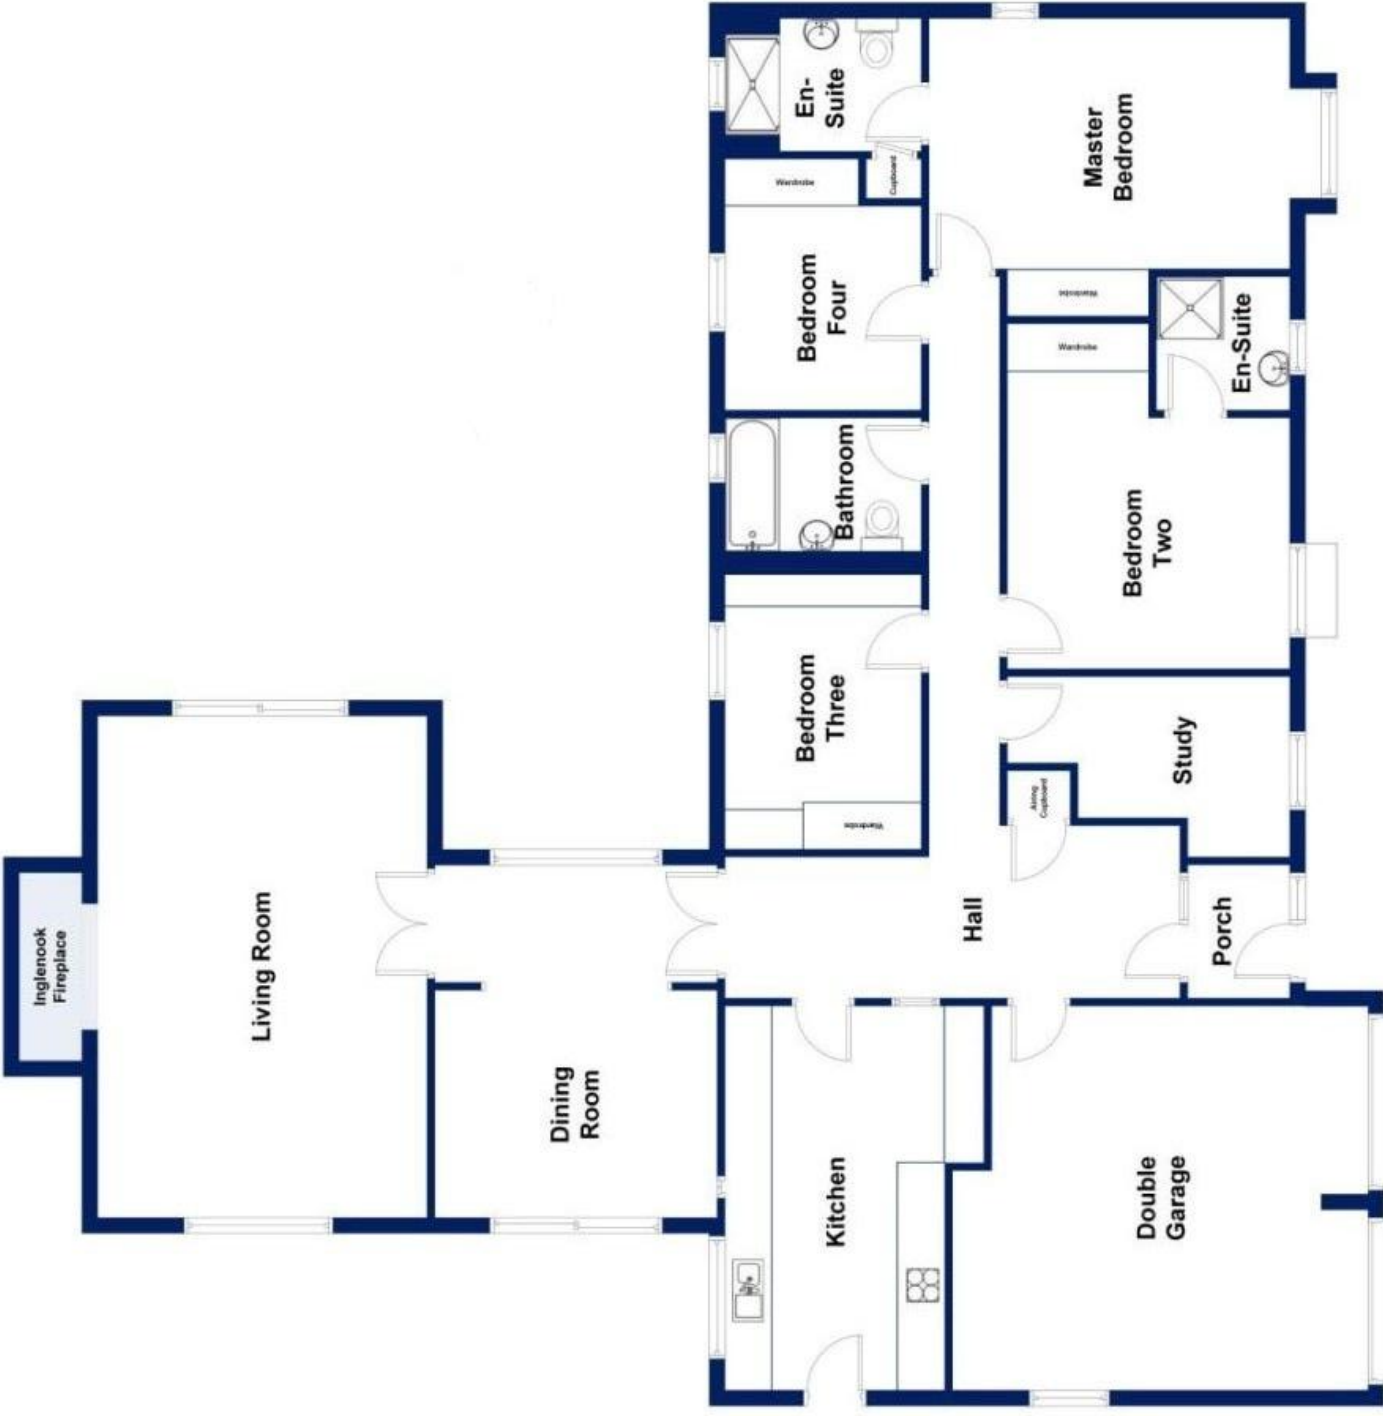 En-
Suite
Master
Bedroom
Wardrobe
Cupboard
Bedroom
Four
Wardrobe
Wardrobe
En-Suite
Bathroom
Bedroom
Two
Bedroom
Three
Study
Airing
Cupboard
Wardrobe
Inglenook
Fireplace
Living Room
Hall
Porch
Dining
Room
Kitchen
Double
Garage